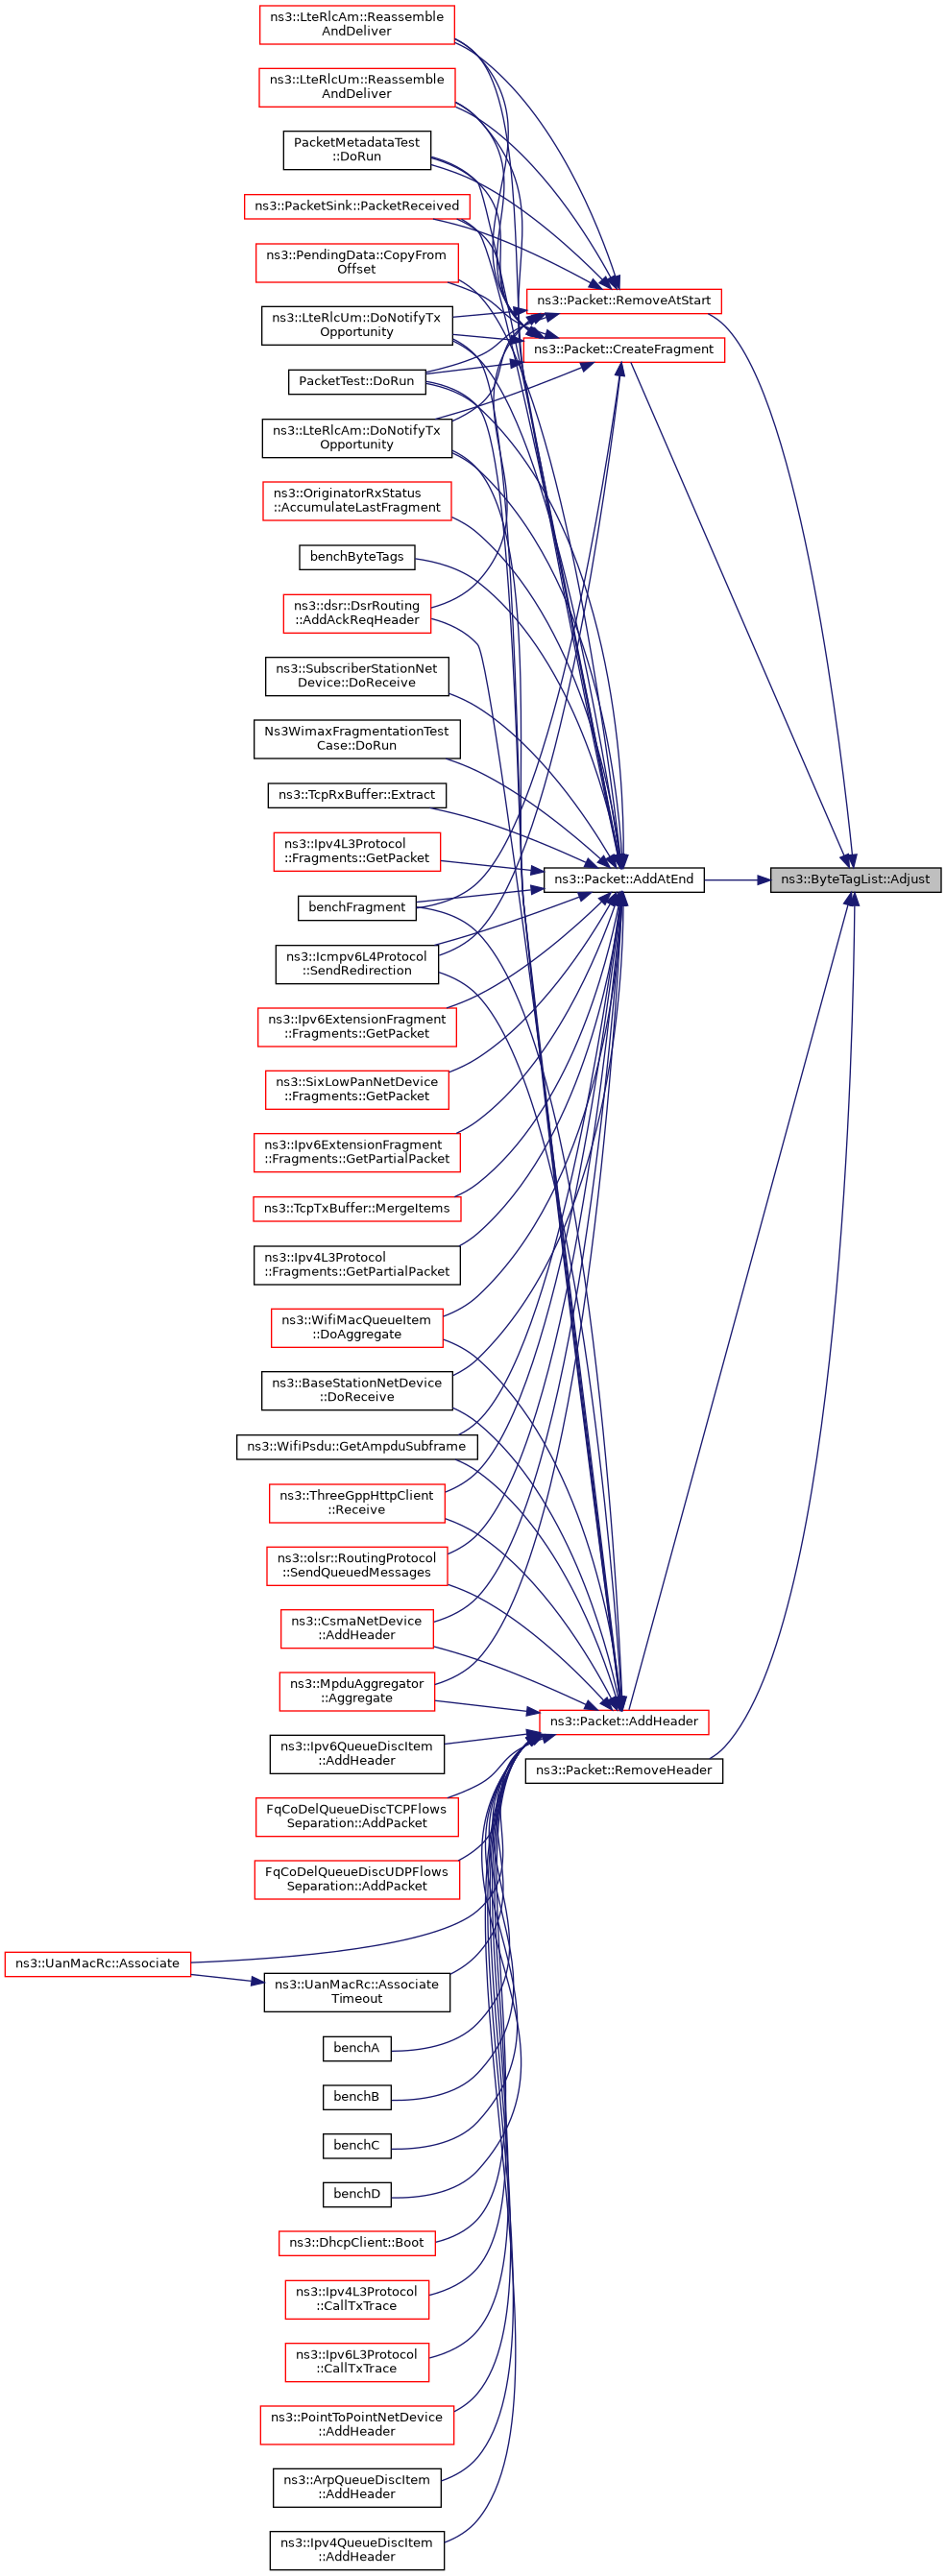 ns3::LteRlcAm::Reassemble
AndDeliver
ns3::LteRlcUm::Reassemble
AndDeliver
PacketMetadataTest
::DoRun
ns3::PacketSink::PacketReceived
ns3::PendingData::CopyFrom
Offset
ns3::LteRlcUm::DoNotifyTx
Opportunity
PacketTest::DoRun
ns3::LteRlcAm::DoNotifyTx
Opportunity
ns3::OriginatorRxStatus
::AccumulateLastFragment
benchByteTags
ns3::dsr::DsrRouting
::AddAckReqHeader
ns3::SubscriberStationNet
Device::DoReceive
Ns3WimaxFragmentationTest
Case::DoRun
ns3::TcpRxBuffer::Extract
ns3::Ipv4L3Protocol
::Fragments::GetPacket
benchFragment
ns3::Icmpv6L4Protocol
::SendRedirection
ns3::Ipv6ExtensionFragment
::Fragments::GetPacket
ns3::SixLowPanNetDevice
::Fragments::GetPacket
ns3::Ipv6ExtensionFragment
::Fragments::GetPartialPacket
ns3::TcpTxBuffer::MergeItems
ns3::Ipv4L3Protocol
::Fragments::GetPartialPacket
ns3::WifiMacQueueItem
::DoAggregate
ns3::BaseStationNetDevice
::DoReceive
ns3::WifiPsdu::GetAmpduSubframe
ns3::ThreeGppHttpClient
::Receive
ns3::olsr::RoutingProtocol
::SendQueuedMessages
ns3::CsmaNetDevice
::AddHeader
ns3::MpduAggregator
::Aggregate
ns3::Ipv6QueueDiscItem
::AddHeader
FqCoDelQueueDiscTCPFlows
Separation::AddPacket
FqCoDelQueueDiscUDPFlows
Separation::AddPacket
ns3::UanMacRc::Associate
ns3::UanMacRc::Associate
Timeout
benchA
benchB
benchC
benchD
ns3::DhcpClient::Boot
ns3::Ipv4L3Protocol
::CallTxTrace
ns3::Ipv6L3Protocol
::CallTxTrace
ns3::PointToPointNetDevice
::AddHeader
ns3::ArpQueueDiscItem
::AddHeader
ns3::Ipv4QueueDiscItem
::AddHeader
ns3::Packet::RemoveAtStart
ns3::Packet::CreateFragment
ns3::Packet::AddAtEnd
ns3::Packet::AddHeader
ns3::Packet::RemoveHeader
ns3::ByteTagList::Adjust